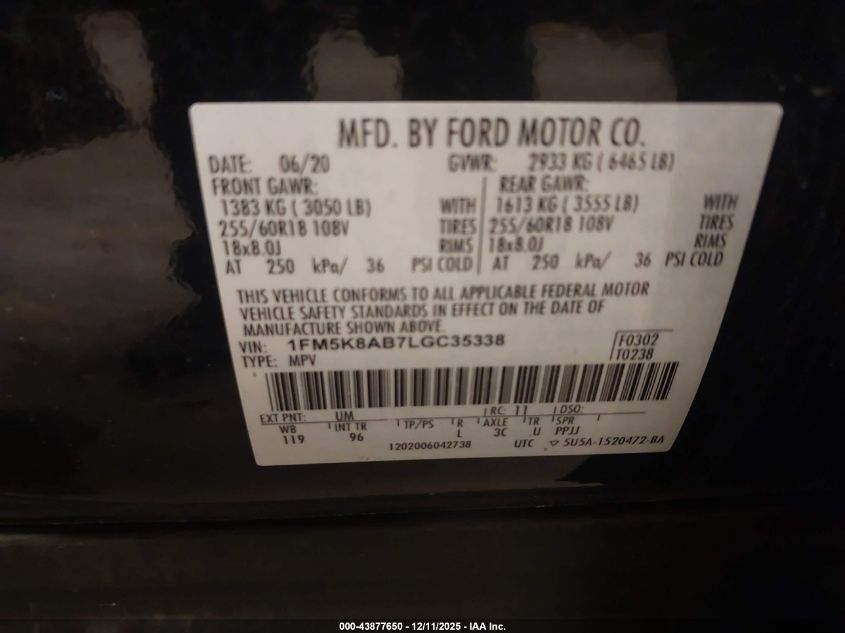 MFD. BY FORD MOTOR CO.
DATE: 06/20 GVWR: 2933 KG ( 6465 LB)
FRONT GAWR: REAR GAWR:
1383 KG ( 3050 LB) WITH 1613 KG ( 3555 LB) WITH
255/60R18 108V TIRES 255/60R18 108V TIRES
18x8.0J RIMS 18x8.0J RIMS
AT 250 kPa/ 36 PSI COLD AT 250 kPa/ 36 PSI COLD
THIS VEHICLE CONFORMS TO ALL APPLICABLE FEDERAL MOTOR
VEHICLE SAFETY STANDARDS IN EFFECT ON THE DATE OF
MANUFACTURE SHOWN ABOVE.
VIN: 1FM5K8AB7LGC35338 F0302
TYPE: MPV T0238
EXT PNT: UM RC: 11 DSO:
WB INT TR TP/PS R AXLE TR SPR
119 96 L 3C U PPJJ
1202006042738 UTC ▽ 5U5A-1520472-BA
000-43877650 - 12/11/2025 - IAA Inc.